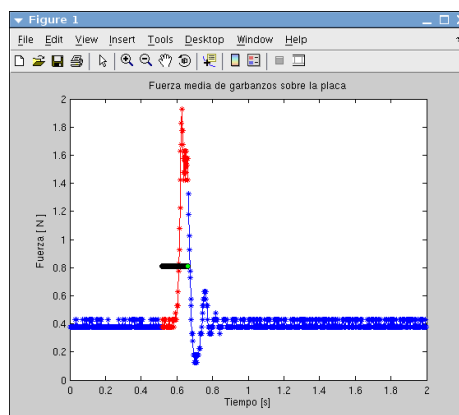 Figure 1
File Edit View Insert Tools Desktop Window Help
Fuerza media de garbanzos sobre la placa
2
1.8
1.6
1.4
1.2
1
0.8
0.6
0.4
0.2
0
Fuerza [ N ]
0 0.2 0.4 0.6 0.8 1 1.2 1.4 1.6 1.8 2
Tiempo [s]